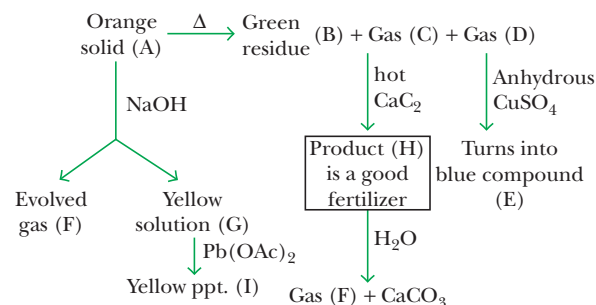 Orange
solid (A)
Δ
Green
residue
(B) + Gas (C) + Gas (D)
NaOH
hot
CaC₂
Anhydrous
CuSO₄
Product (H)
is a good
fertilizer
Turns into
blue compound
(E)
Evolved
gas (F)
Yellow
solution (G)
H₂O
Pb(OAc)₂
Yellow ppt. (I)
Gas (F) + CaCO₃